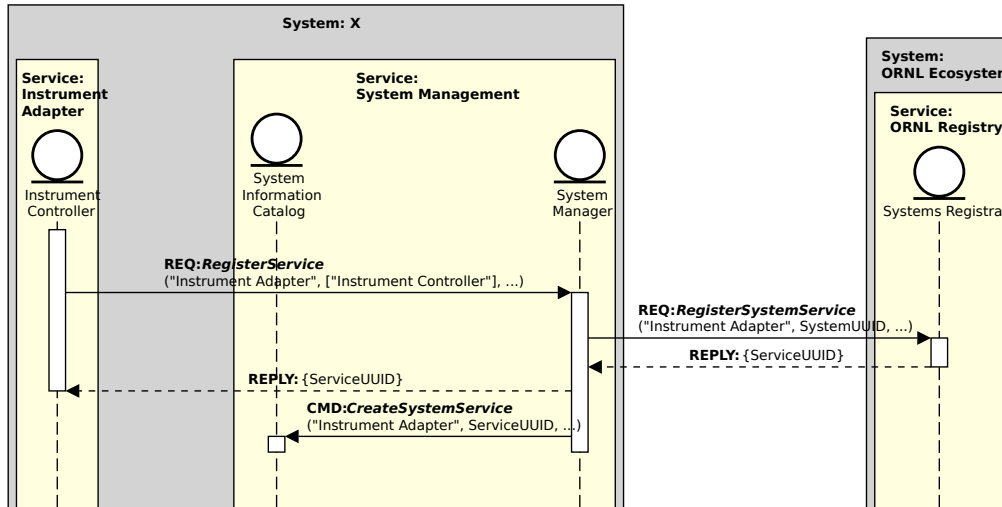 System: X
Service:
Instrument
Adapter
Service:
System Management
System:
ORNL Ecosystem
Service:
ORNL Registry
Instrument
Controller
System
Information
Catalog
System
Manager
Systems Registra
REQ:RegisterService
("Instrument Adapter", ["Instrument Controller"], ...)
REQ:RegisterSystemService
("Instrument Adapter", SystemUUID, ...)
REPLY: {ServiceUUID}
REPLY: {ServiceUUID}
CMD:CreateSystemService
("Instrument Adapter", ServiceUUID, ...)